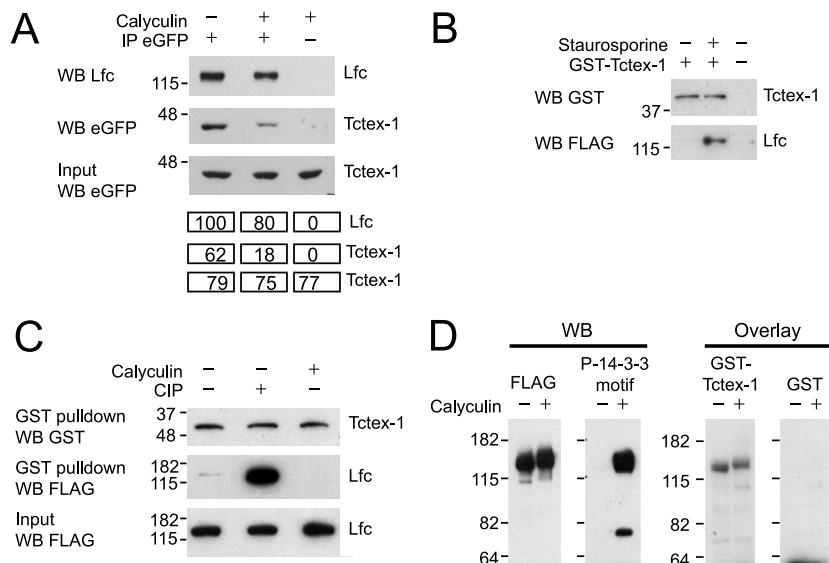 A
Calyculin − + +
IP eGFP + + −
WB Lfc 115 Lfc
WB eGFP 48 Tctex-1
Input WB eGFP 48 Tctex-1
100 80 0 Lfc
62 18 0 Tctex-1
79 75 77 Tctex-1
B
Staurosporine − + −
GST-Tctex-1 + + −
WB GST 37 Tctex-1
WB FLAG 115 Lfc
C
Calyculin − − +
CIP − + −
GST pulldown WB GST 37 48 Tctex-1
GST pulldown WB FLAG 182 115 Lfc
Input WB FLAG 182 115 Lfc
D
WB Overlay
FLAG P-14-3-3 motif GST-Tctex-1 GST
Calyculin − + − + − + − +
182 182
115 115
82 82
64 64